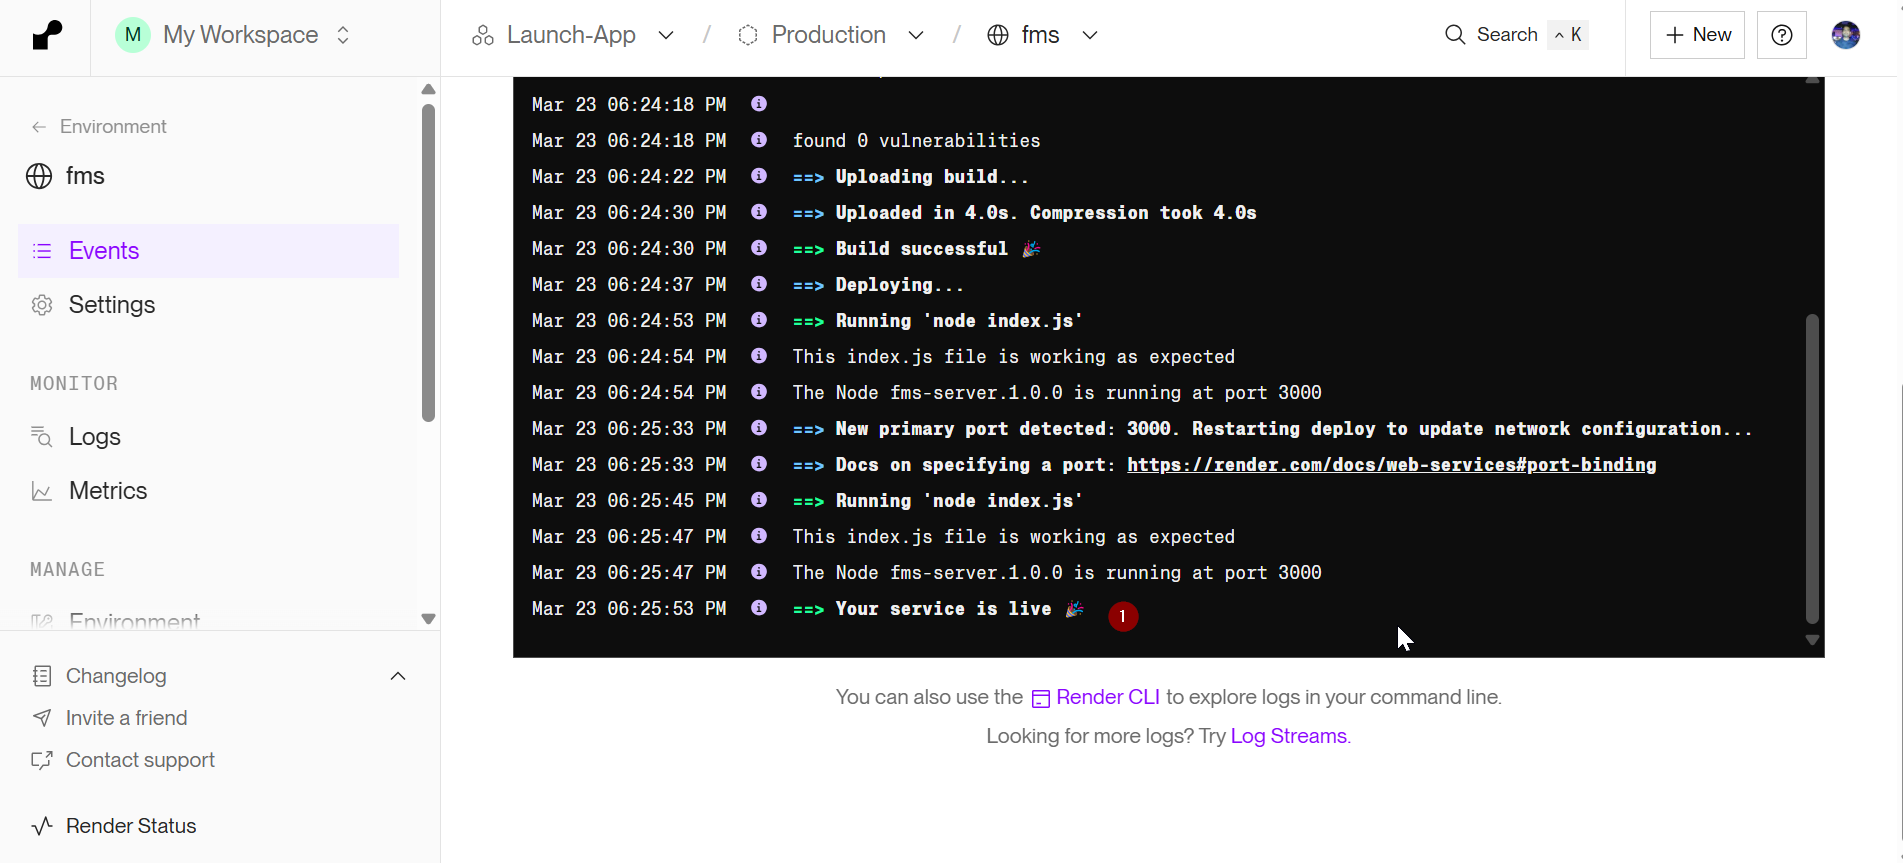 M My Workspace
Launch-App / Production / fms
Search ^ K
+ New
Environment
fms
Events
Settings
MONITOR
Logs
Metrics
MANAGE
Environment
Changelog
Invite a friend
Contact support
Render Status
Mar 23 06:24:18 PM
Mar 23 06:24:18 PM found 0 vulnerabilities
Mar 23 06:24:22 PM ==> Uploading build...
Mar 23 06:24:30 PM ==> Uploaded in 4.0s. Compression took 4.0s
Mar 23 06:24:30 PM ==> Build successful 🎉
Mar 23 06:24:37 PM ==> Deploying...
Mar 23 06:24:53 PM ==> Running 'node index.js'
Mar 23 06:24:54 PM This index.js file is working as expected
Mar 23 06:24:54 PM The Node fms-server.1.0.0 is running at port 3000
Mar 23 06:25:33 PM ==> New primary port detected: 3000. Restarting deploy to update network configuration...
Mar 23 06:25:33 PM ==> Docs on specifying a port: https://render.com/docs/web-services#port-binding
Mar 23 06:25:45 PM ==> Running 'node index.js'
Mar 23 06:25:47 PM This index.js file is working as expected
Mar 23 06:25:47 PM The Node fms-server.1.0.0 is running at port 3000
Mar 23 06:25:53 PM ==> Your service is live 🎉 1
You can also use the Render CLI to explore logs in your command line.
Looking for more logs? Try Log Streams.